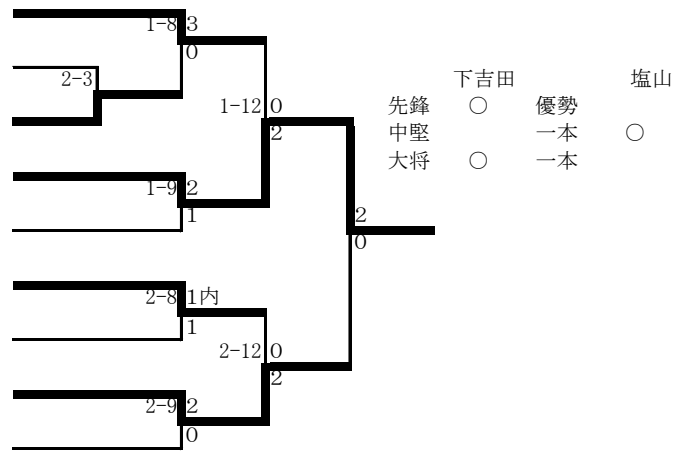 1-8 3
0
2-3
1-12 0
2
1-9 2
1
2
0
2-8 1内
1
2-12 0
2
2-9 2
0
下吉田 塩山
先鋒 ○ 優勢
中堅 一本 ○
大将 ○ 一本